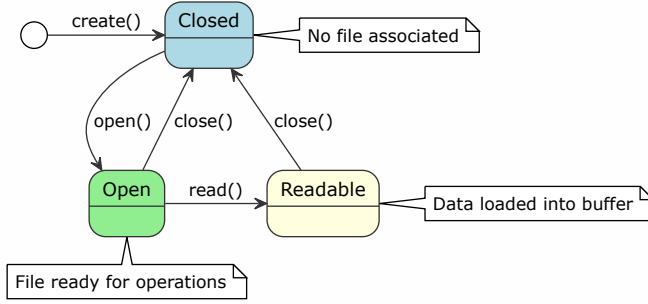 create()
Closed
No file associated
open()
close()
close()
Open
read()
Readable
Data loaded into buffer
File ready for operations